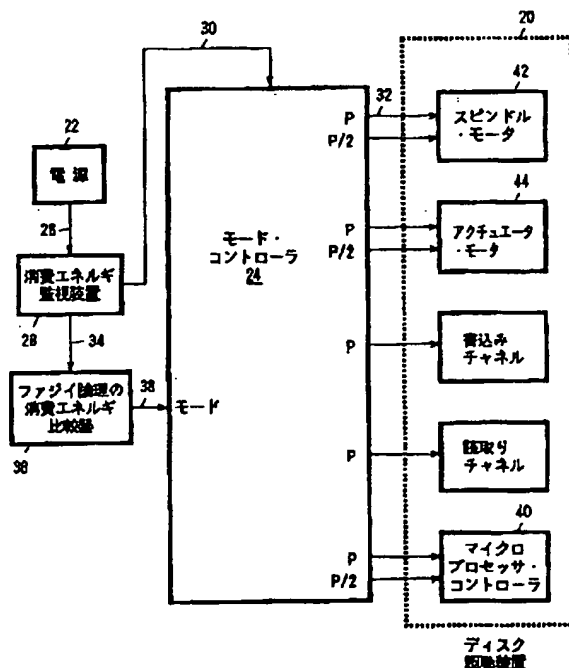 30
20
22
電源
28
消費エネルギ
監視装置
28
34
ファジイ論理の
消費エネルギ
比較器
38
38
モード
モード・
コントローラ
24
32
P
P/2
P
P/2
P
P
P
P/2
42
スピンドル
・モータ
44
アクチュエータ
・モータ
書込み
チャネル
読取り
チャネル
40
マイクロ
プロセッサ・
コントローラ
ディスク
駆動装置